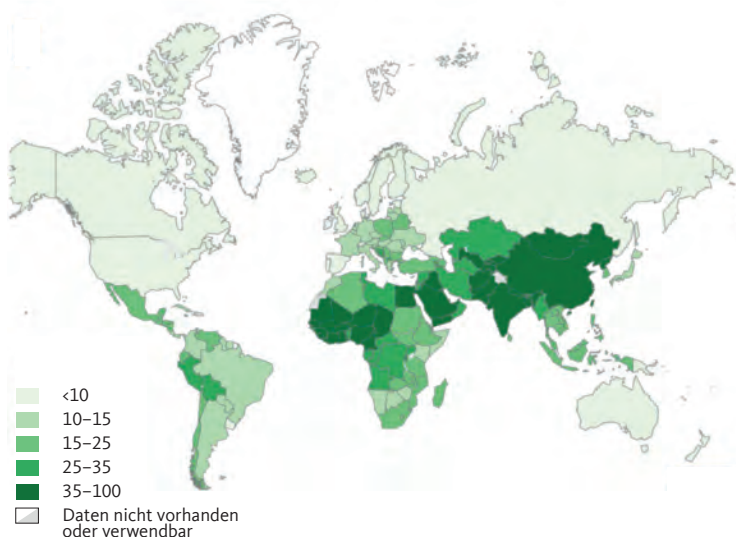 <10
10–15
15–25
25–35
35–100
Daten nicht vorhanden
oder verwendbar